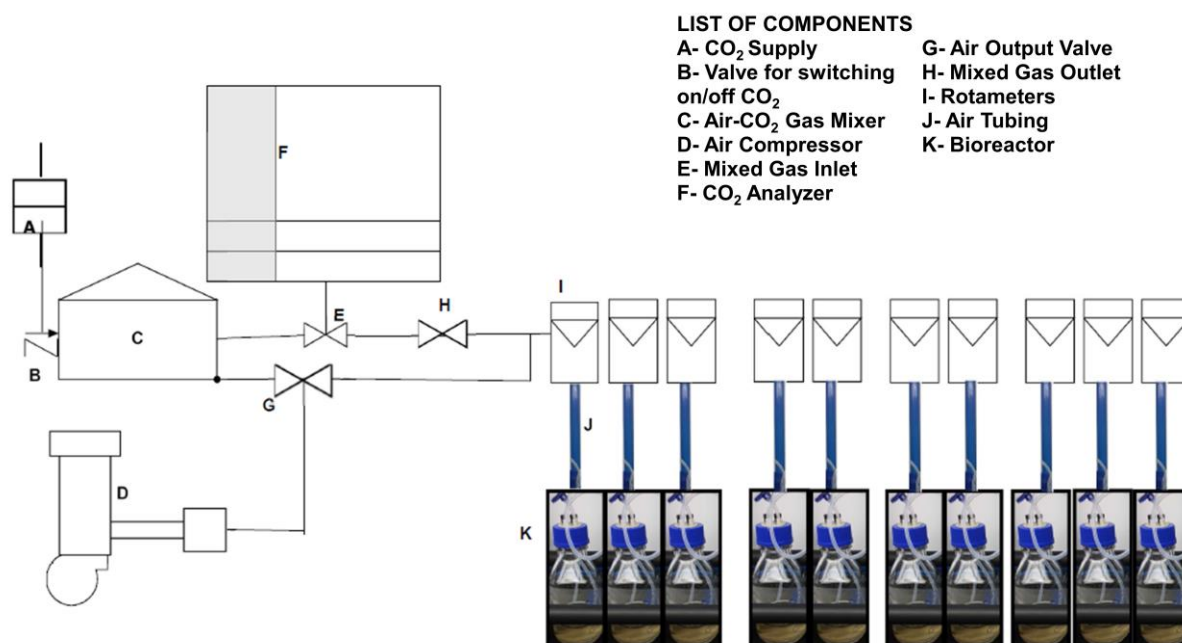 LIST OF COMPONENTS
A- CO₂ Supply
B- Valve for switching
on/off CO₂
C- Air-CO₂ Gas Mixer
D- Air Compressor
E- Mixed Gas Inlet
F- CO₂ Analyzer
G- Air Output Valve
H- Mixed Gas Outlet
I- Rotameters
J- Air Tubing
K- Bioreactor
F
A
I
E
H
C
B
G
J
D
K